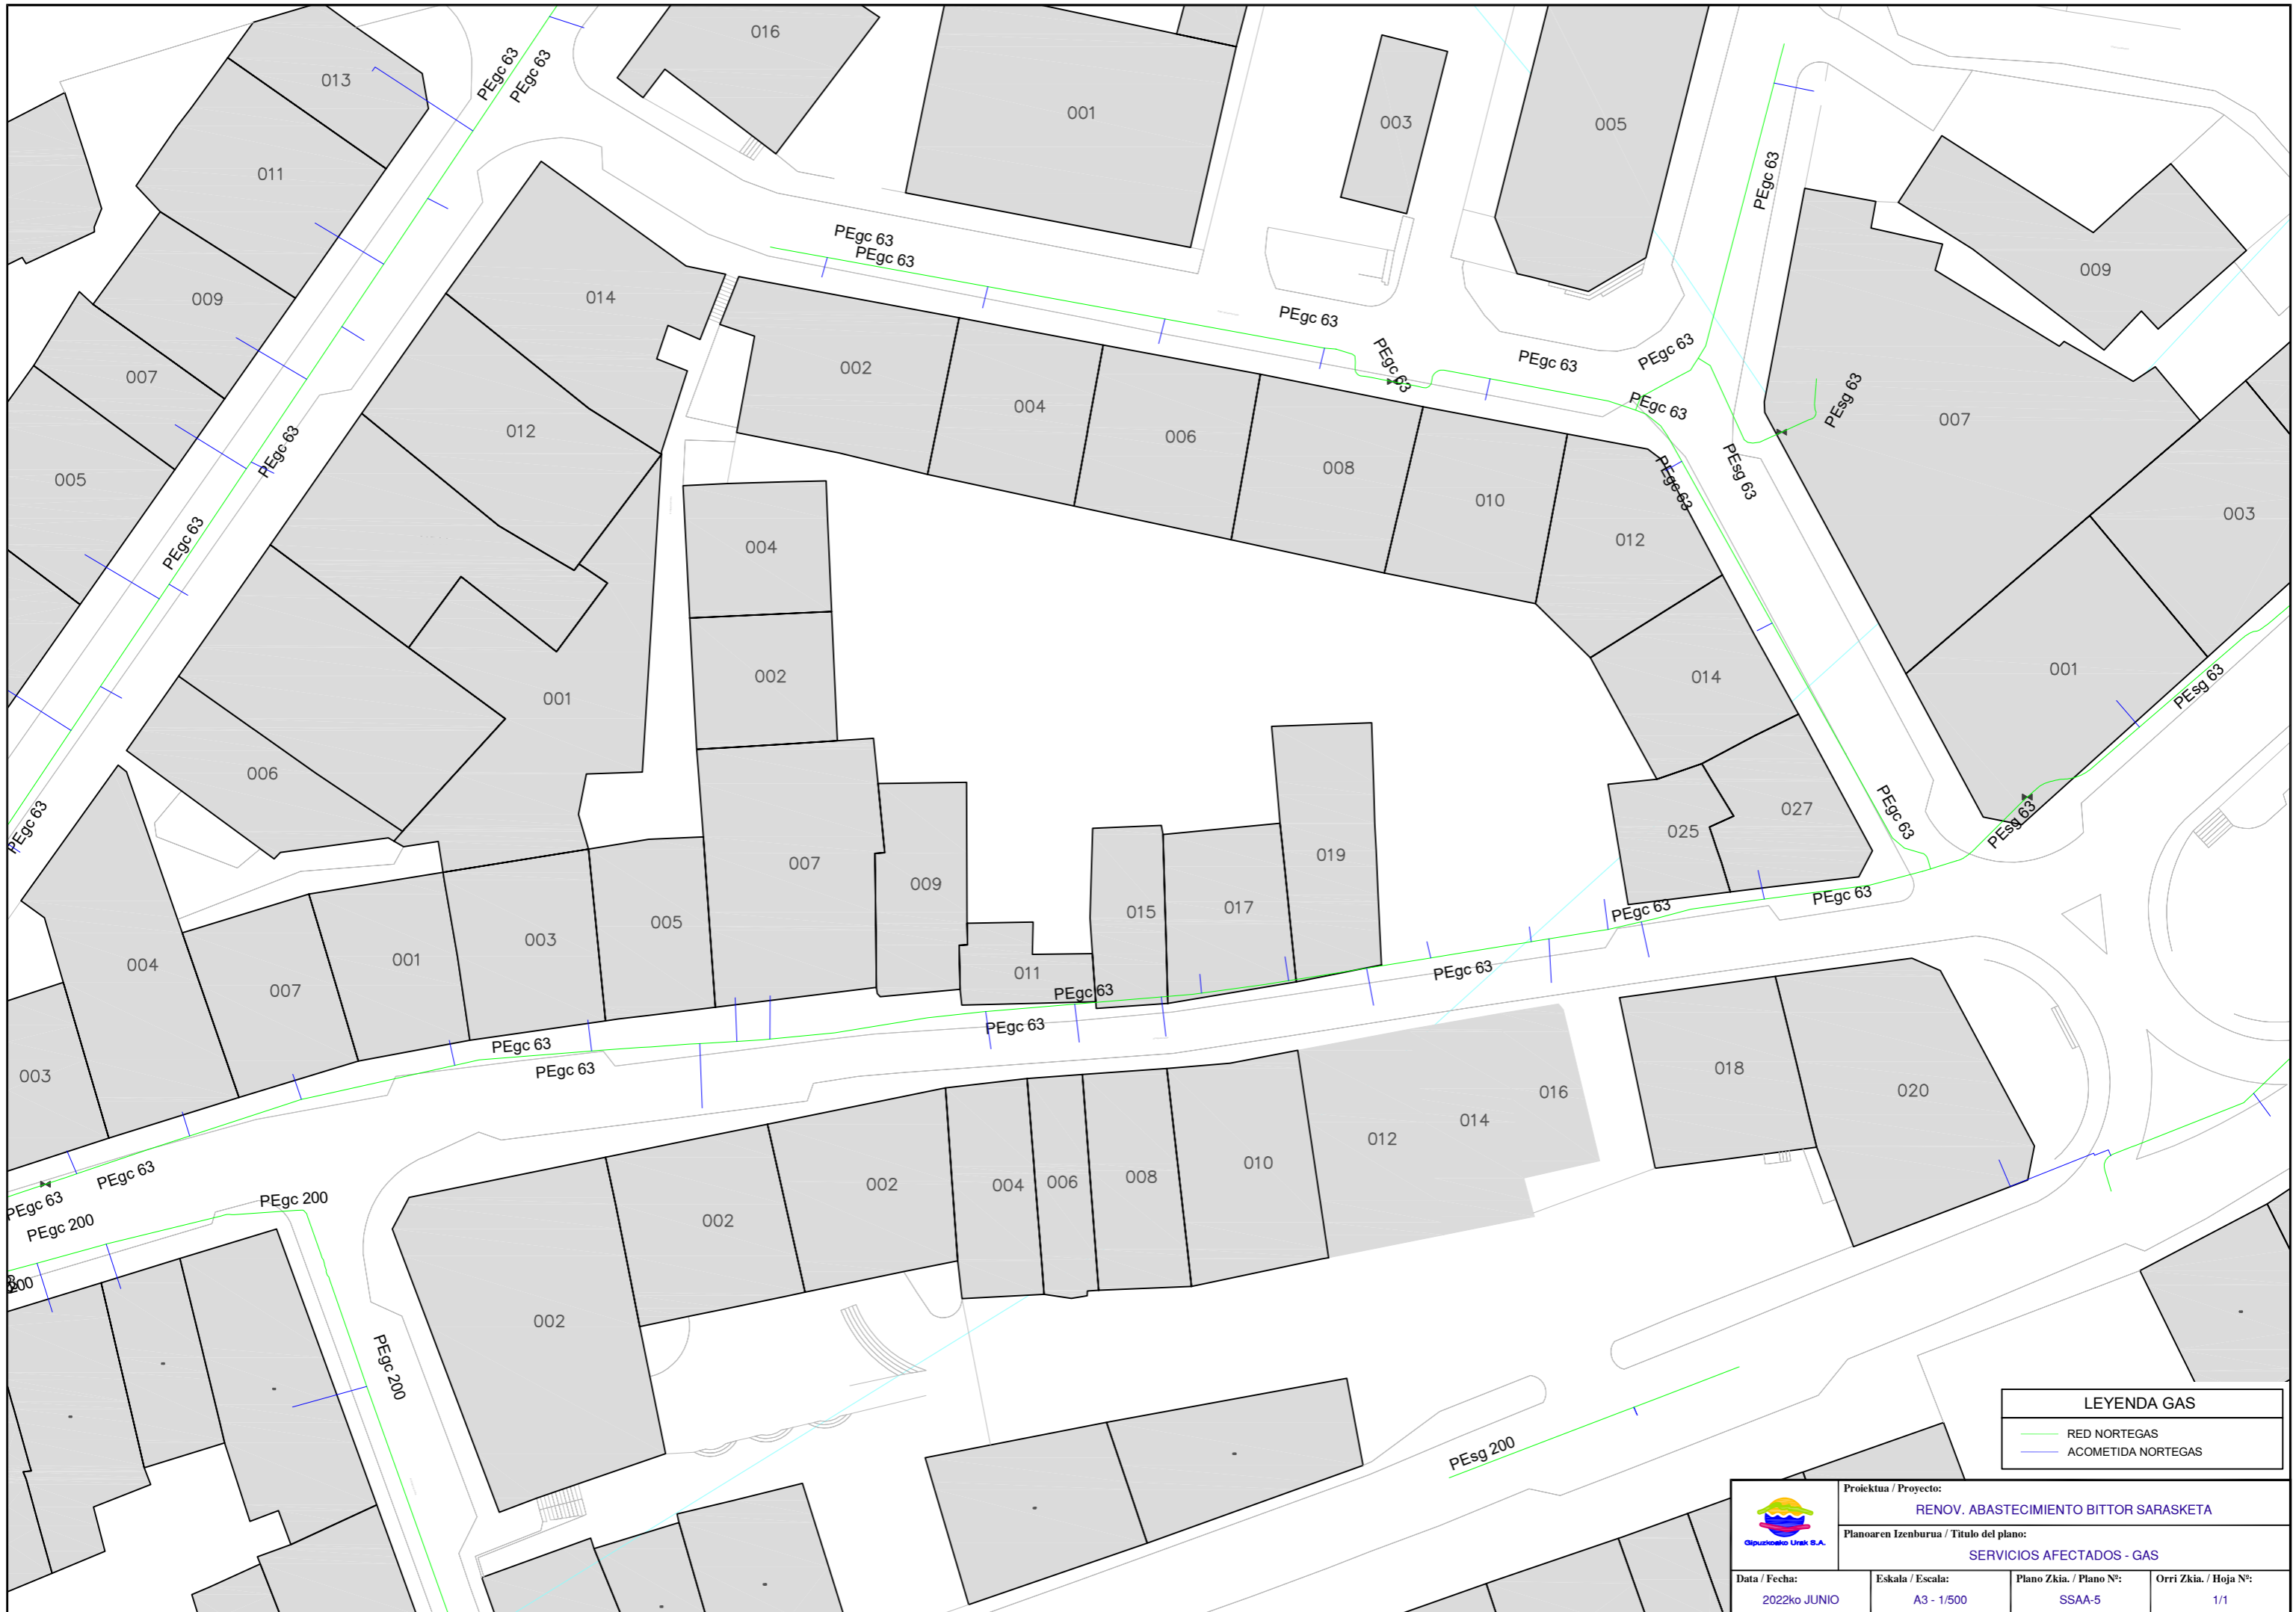 016
PEgc 63
PEgc 63
013
001
003
005
011
PEgc 63
009
PEgc 63
PEgc 63
014
009
007
PEgc 63
PEgc 63
PEgc 63
PEgc 63
002
004
006
008
010
012
PEgc 63
PEsg 63
007
PEgc 63
012
005
PEgc 63
PEsg 63
PEgc 63
003
004
012
002
014
001
001
PEsg 63
006
PEgc 63
007
009
011
015
017
019
025
027
PEgc 63
PEsg 63
PEgc 63
PEgc 63
PEgc 63
PEgc 63
PEgc 63
004
007
001
003
005
003
PEgc 63
PEgc 63
PEgc 63
PEgc 63
PEgc 200
PEgc 200
200
PEgc 200
002
002
002
004
006
008
010
012
014
016
018
020
PEsg 200
LEYENDA GAS
RED NORTEGAS
ACOMETIDA NORTEGAS
Gipuzkoako Urak S.A.
Proiektua / Proyecto:
RENOV. ABASTECIMIENTO BITTOR SARASKETA
Planoaren Izenburua / Titulo del plano:
SERVICIOS AFECTADOS - GAS
Data / Fecha:
2022ko JUNIO
Eskala / Escala:
A3 - 1/500
Plano Zkia. / Plano Nº:
SSAA-5
Orri Zkia. / Hoja Nº:
1/1